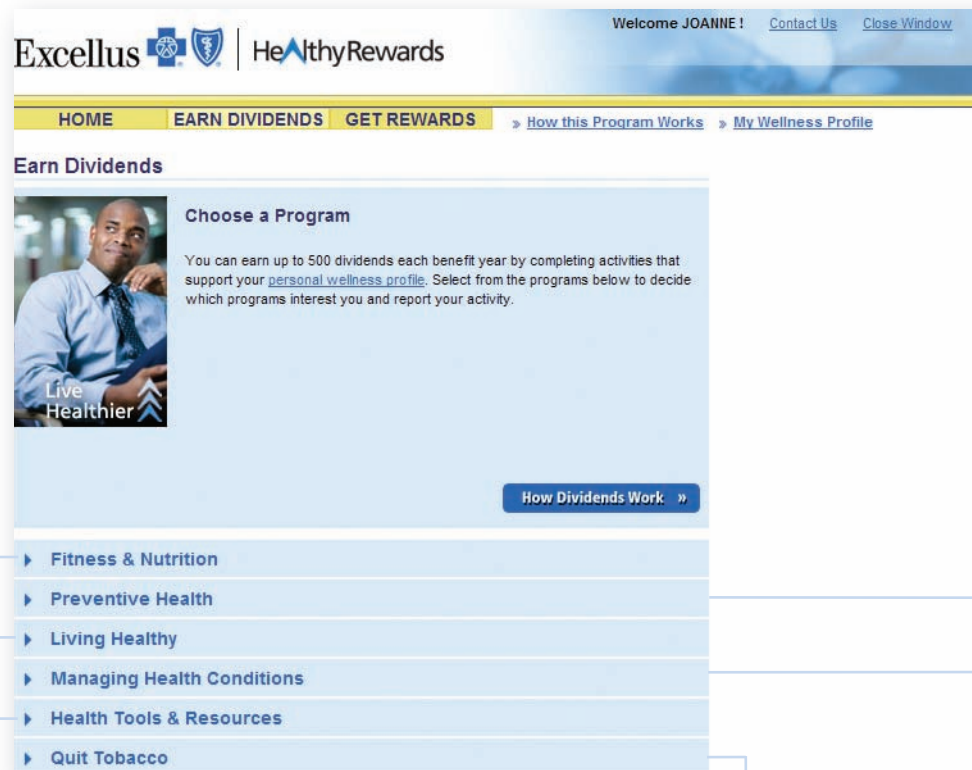 Welcome JOANNE ! Contact Us Close Window
Excellus HeAlthyRewards
HOME EARN DIVIDENDS GET REWARDS » How this Program Works » My Wellness Profile
Earn Dividends
Choose a Program
You can earn up to 500 dividends each benefit year by completing activities that
support your personal wellness profile. Select from the programs below to decide
which programs interest you and report your activity.
Live
Healthier
How Dividends Work »
Fitness & Nutrition
Preventive Health
Living Healthy
Managing Health Conditions
Health Tools & Resources
Quit Tobacco